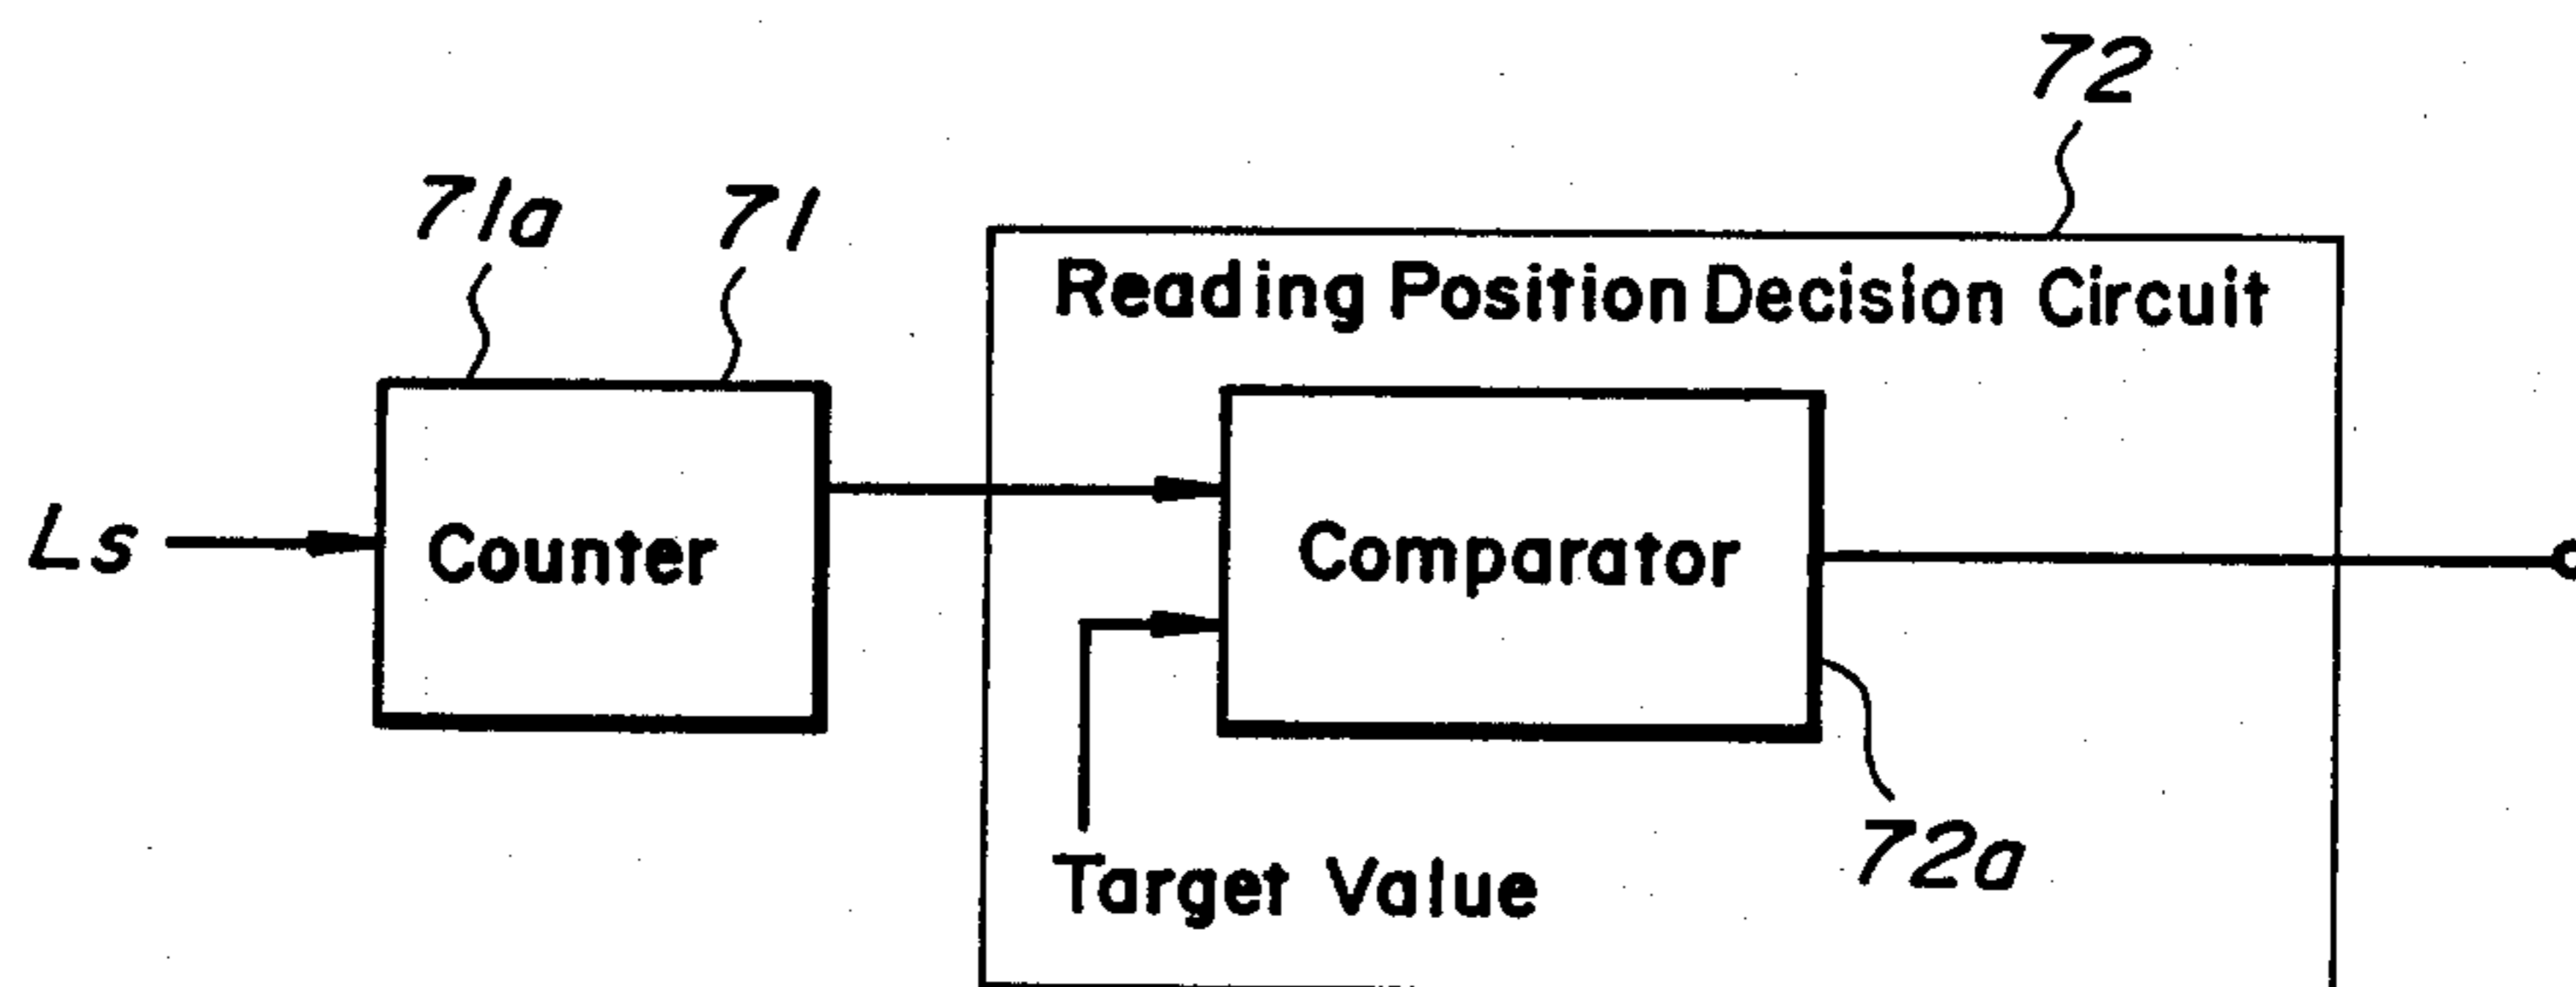 72
71a 71
Reading Position Decision Circuit
Ls
Counter
Comparator
Target Value
72a